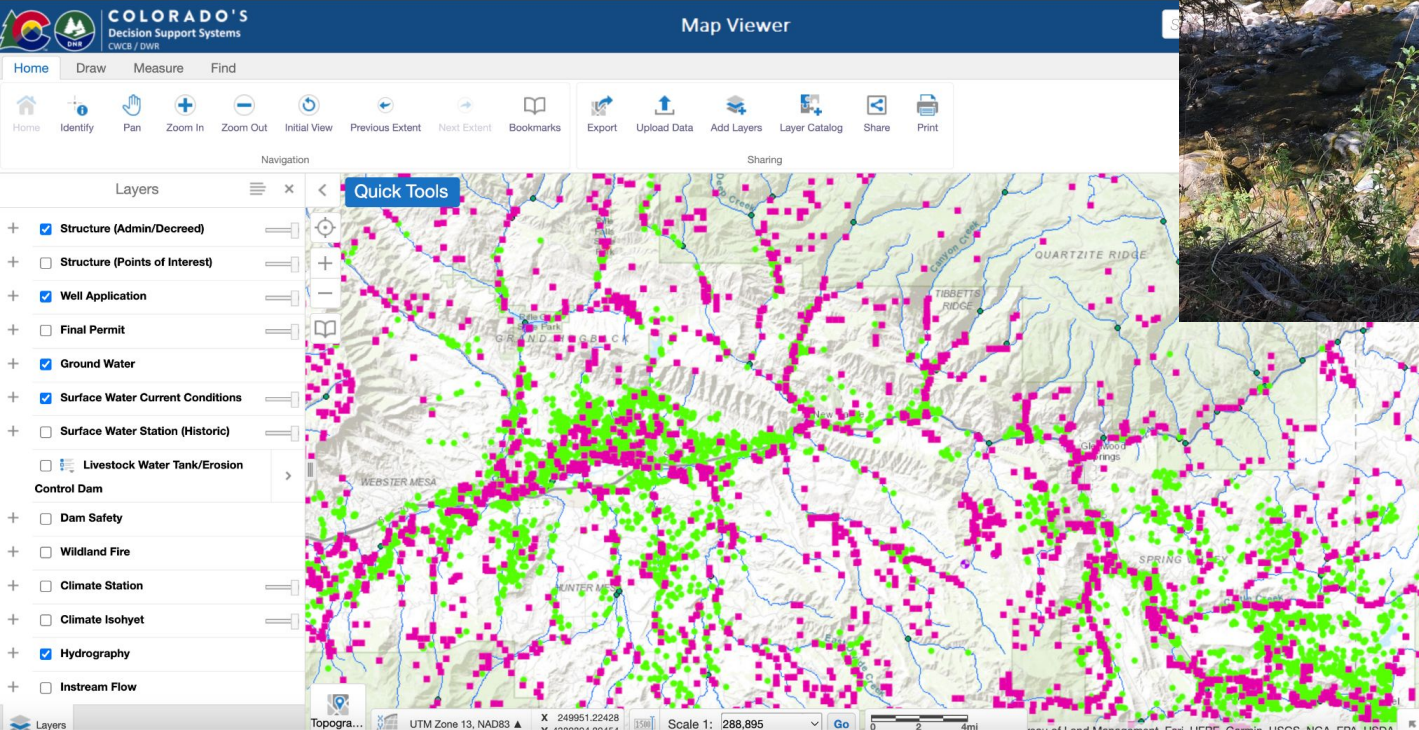 COLORADO'S
Decision Support Systems
CWCB / DWR
DNR
Map Viewer
Home Draw Measure Find
Home Identify Pan Zoom In Zoom Out Initial View Previous Extent Next Extent Bookmarks Export Upload Data Add Layers Layer Catalog Share Print
Navigation Sharing
Layers
Quick Tools
Structure (Admin/Decreed)
Structure (Points of Interest)
Well Application
Final Permit
Ground Water
Surface Water Current Conditions
Surface Water Station (Historic)
Livestock Water Tank/Erosion
Control Dam
Dam Safety
Wildland Fire
Climate Station
Climate Isohyet
Hydrography
Instream Flow
Layers
Canyon Creek
QUARTZITE RIDGE
TIBBETTS
RIDGE
GRAND HOGBACK
WEBSTER MESA
HUNTER MESA
SPRING VALLEY
Topogra...
UTM Zone 13, NAD83
X 249951.22428
Scale 1: 288,895
Go
0 2 4mi